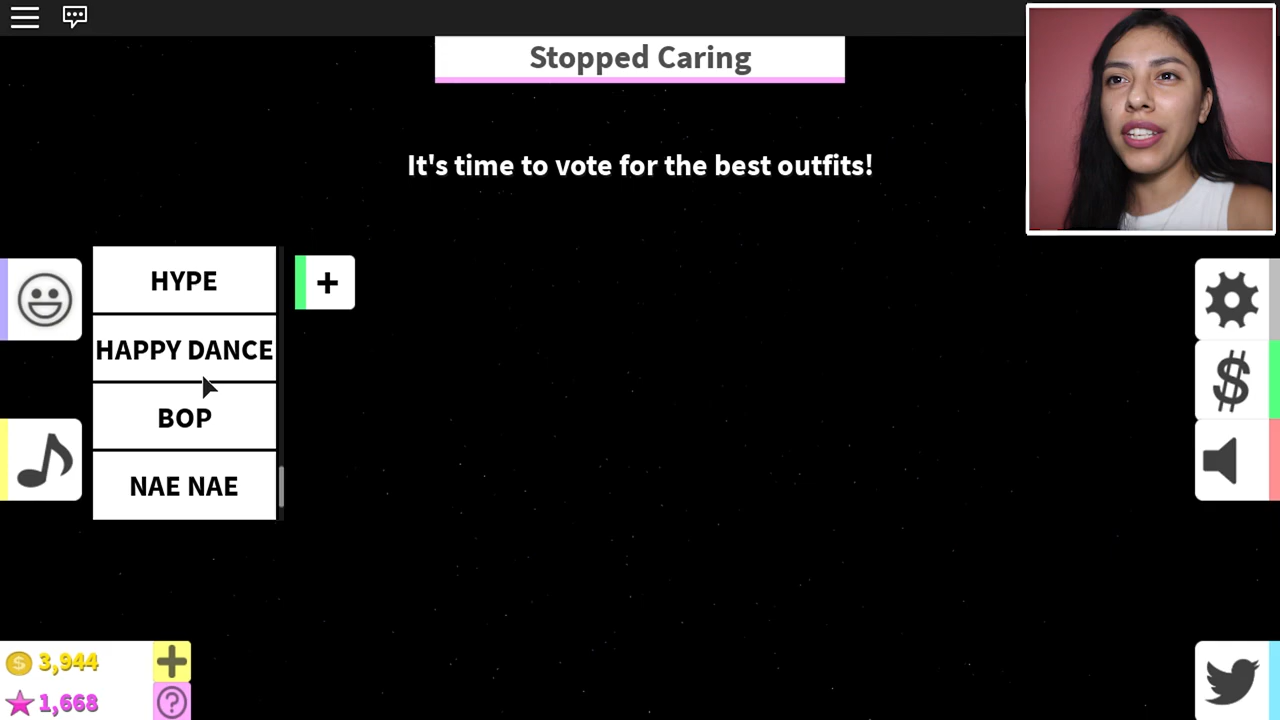 Stopped Caring
It's time to vote for the best outfits!
HYPE
HAPPY DANCE
BOP
NAE NAE
3,944
1,668